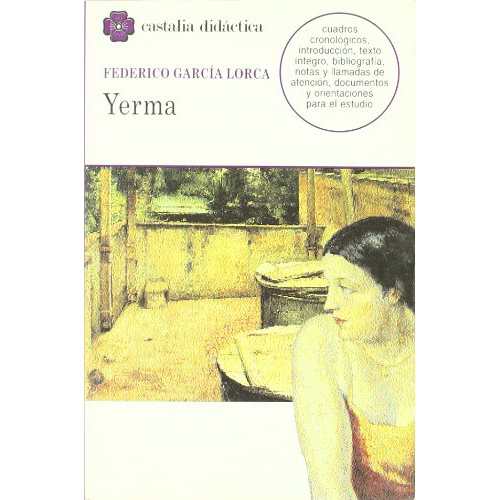 castalia didáctica
FEDERICO GARCÍA LORCA
Yerma
cuadros
cronológicos,
introducción, texto
íntegro, bibliografía,
notas y llamadas de
atención, documentos
y orientaciones
para el estudio